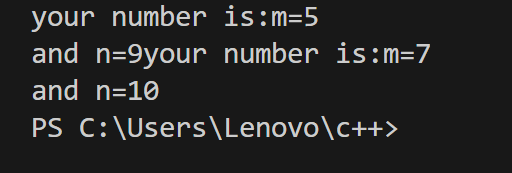 your number is:m=5
and n=9your number is:m=7
and n=10
PS C:\Users\Lenovo\c++>